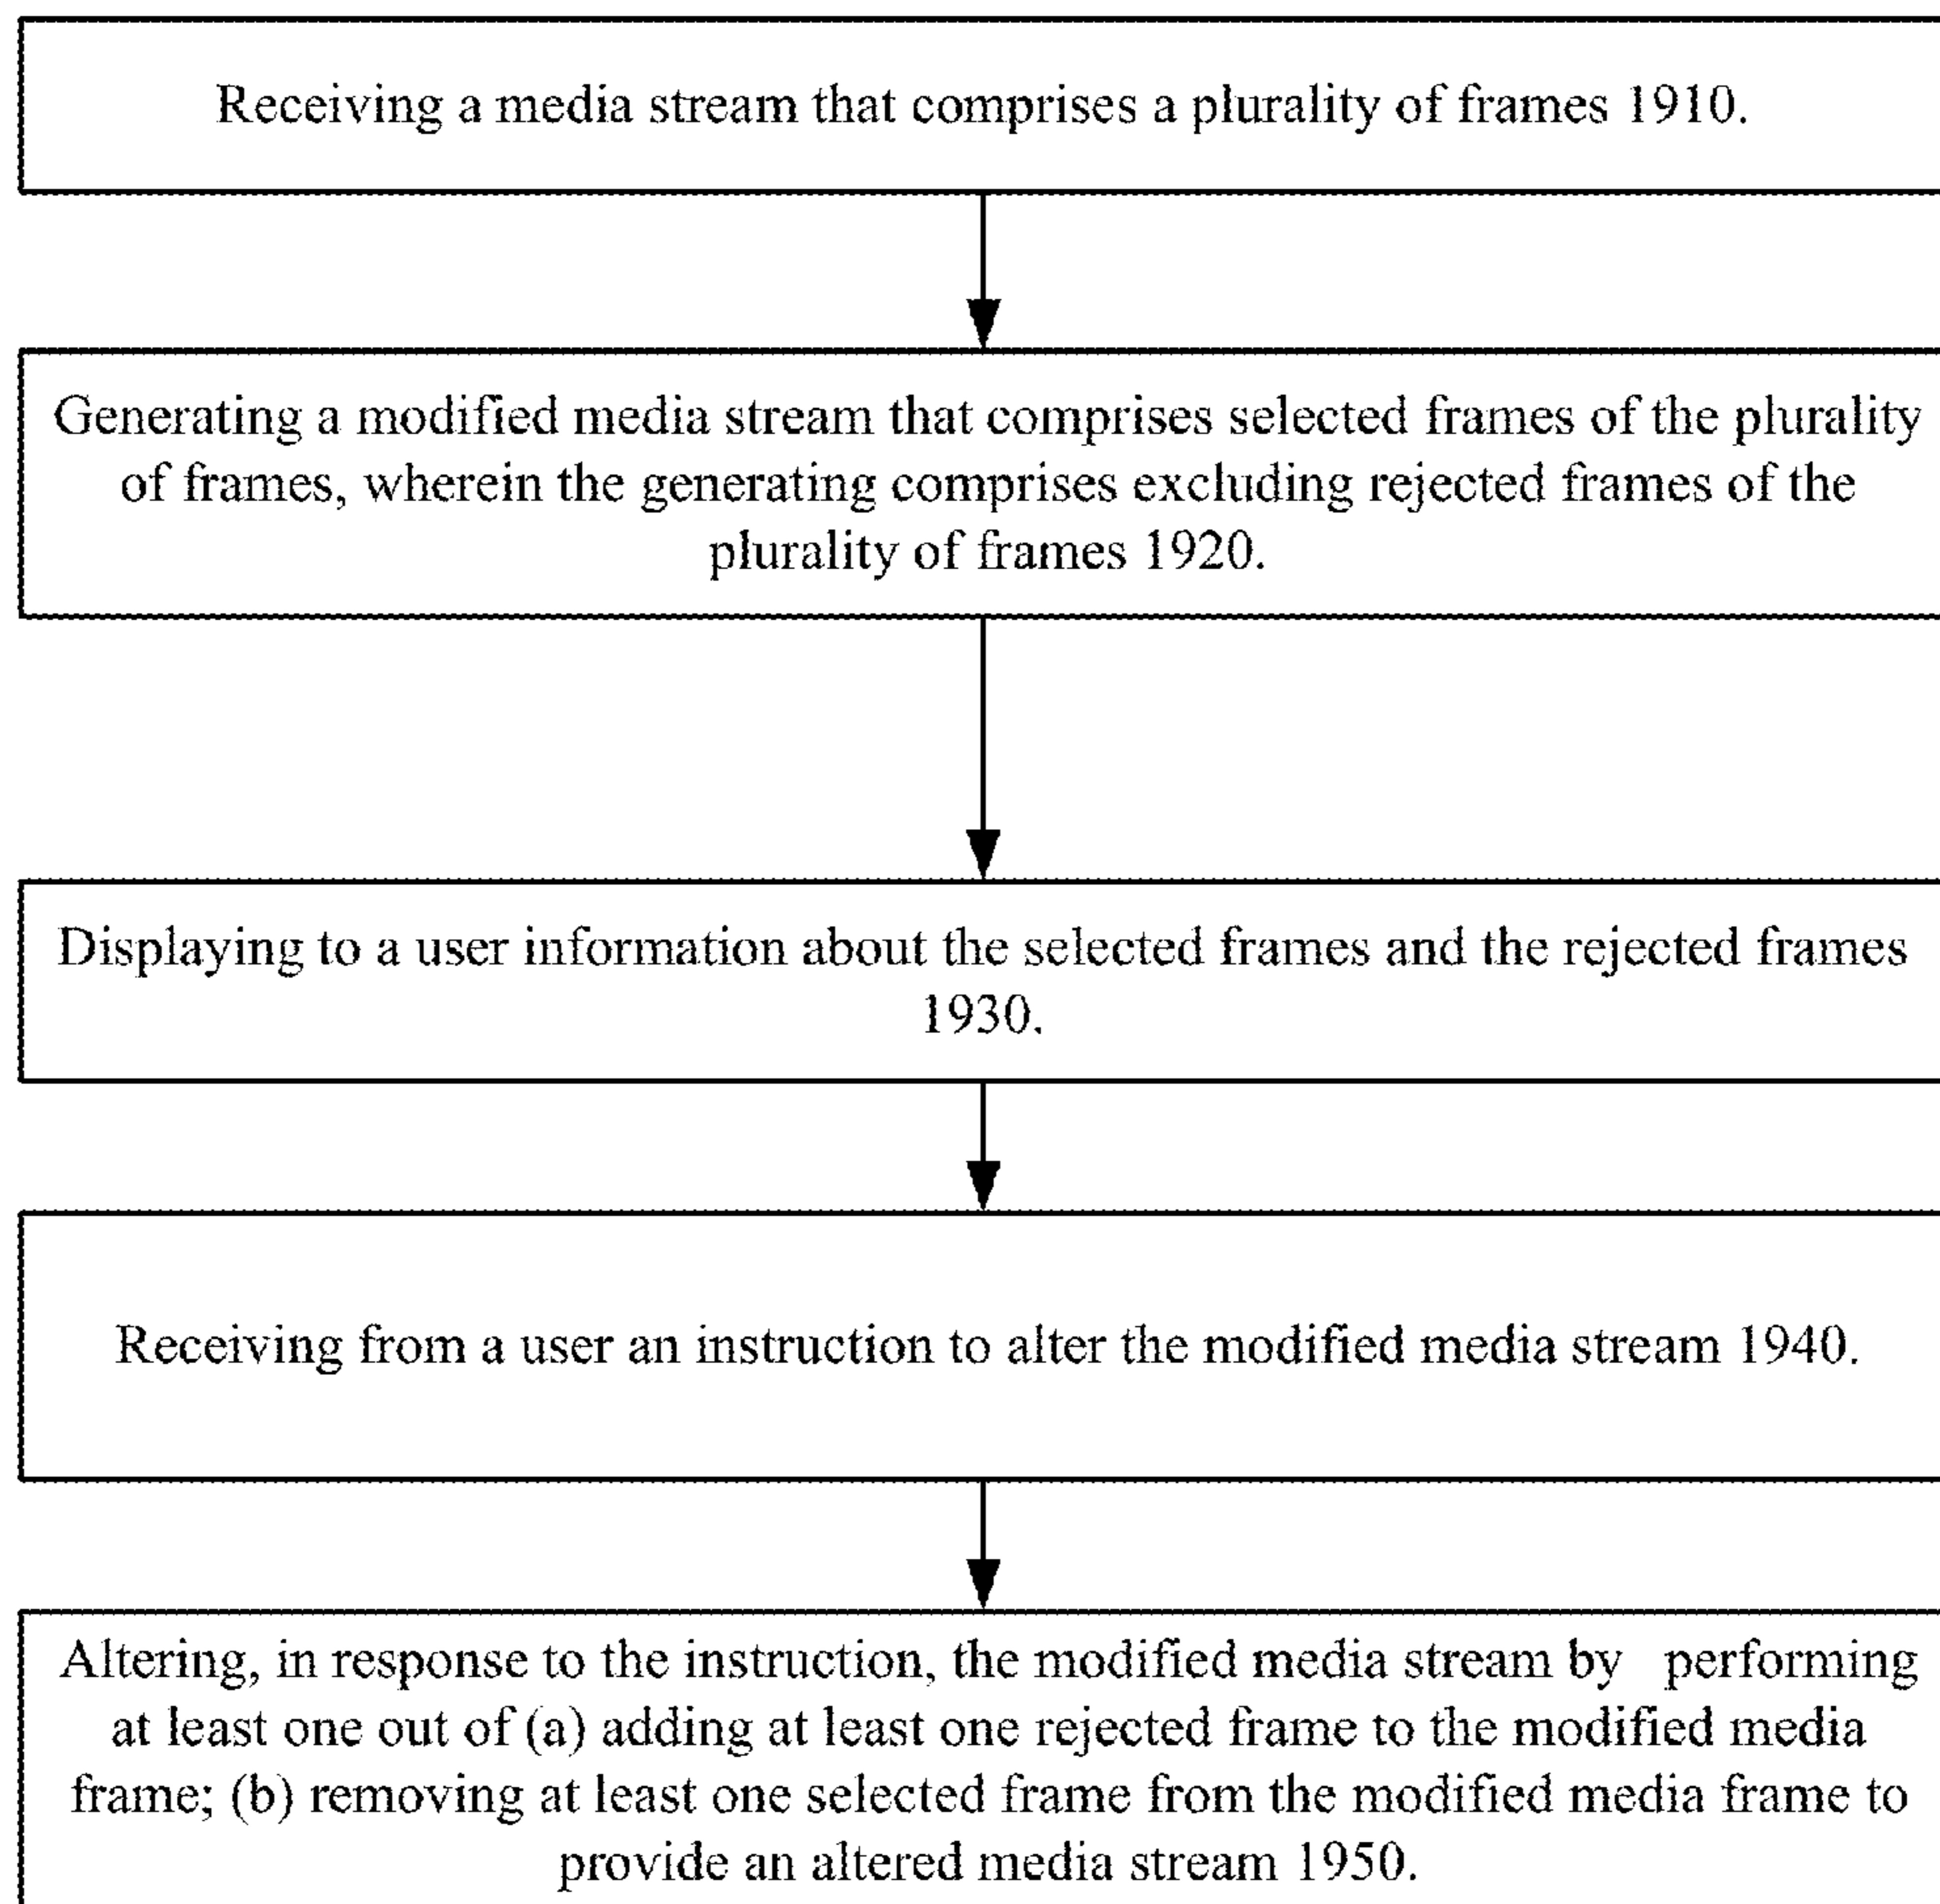 Receiving a media stream that comprises a plurality of frames 1910.
Generating a modified media stream that comprises selected frames of the plurality
of frames, wherein the generating comprises excluding rejected frames of the
plurality of frames 1920.
Displaying to a user information about the selected frames and the rejected frames
1930.
Receiving from a user an instruction to alter the modified media stream 1940.
Altering, in response to the instruction, the modified media stream by performing
at least one out of (a) adding at least one rejected frame to the modified media
frame; (b) removing at least one selected frame from the modified media frame to
provide an altered media stream 1950.